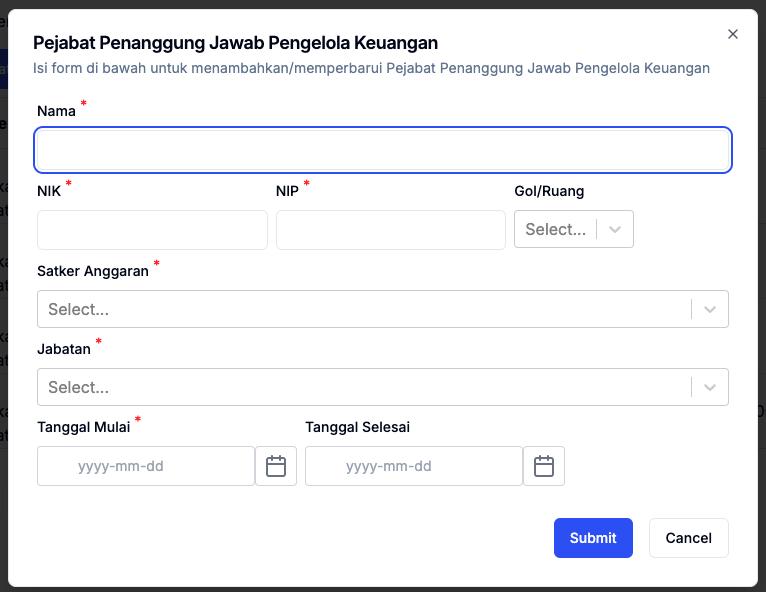 Pejabat Penanggung Jawab Pengelola Keuangan
Isi form di bawah untuk menambahkan/memperbarui Pejabat Penanggung Jawab Pengelola Keuangan
Nama *
NIK * NIP * Gol/Ruang
Select...
Satker Anggaran *
Select...
Jabatan *
Select...
Tanggal Mulai * Tanggal Selesai
yyyy-mm-dd yyyy-mm-dd
Submit Cancel